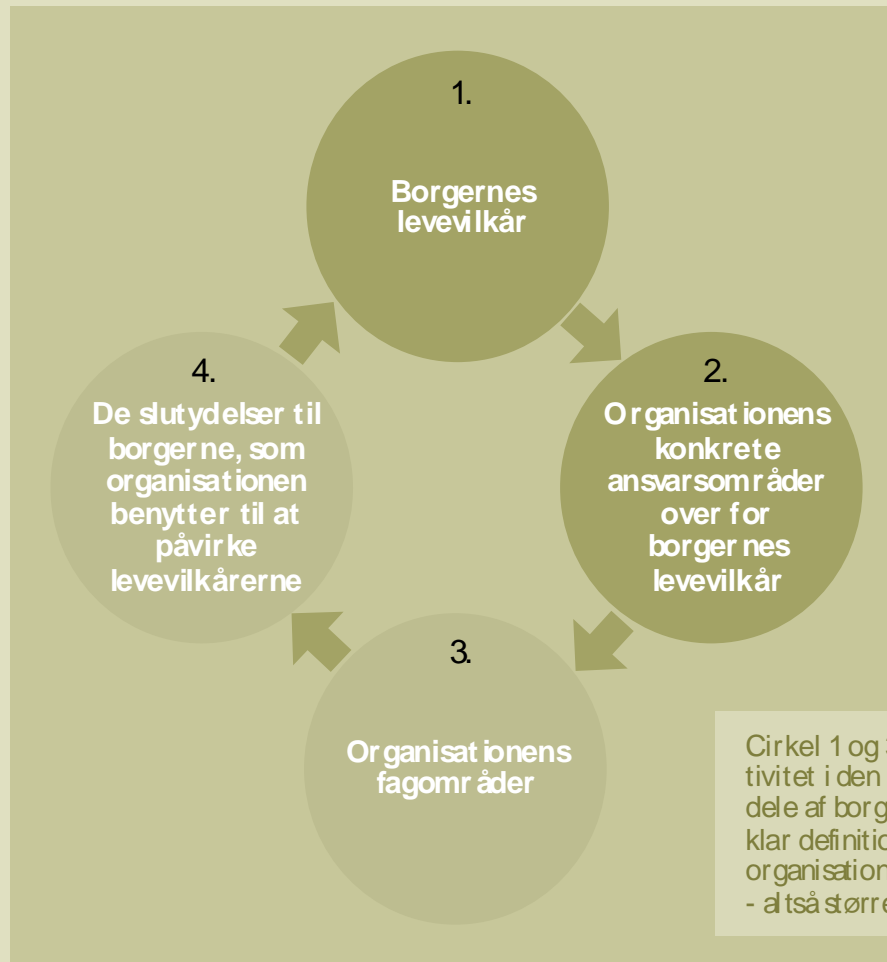 1.
Borgernes
levevilkår
2.
Organisationens
konkrete
ansvarsområder
over for
borgernes
levevilkår
3.
Organisationens
fagområder
4.
De slutydelser til
borgerne, som
organisationen
benytter til at
påvirke
levevilkårerne
Cirkel 1 og
tivitet i den
dele af borg
klar definitio
organisation
- altså større